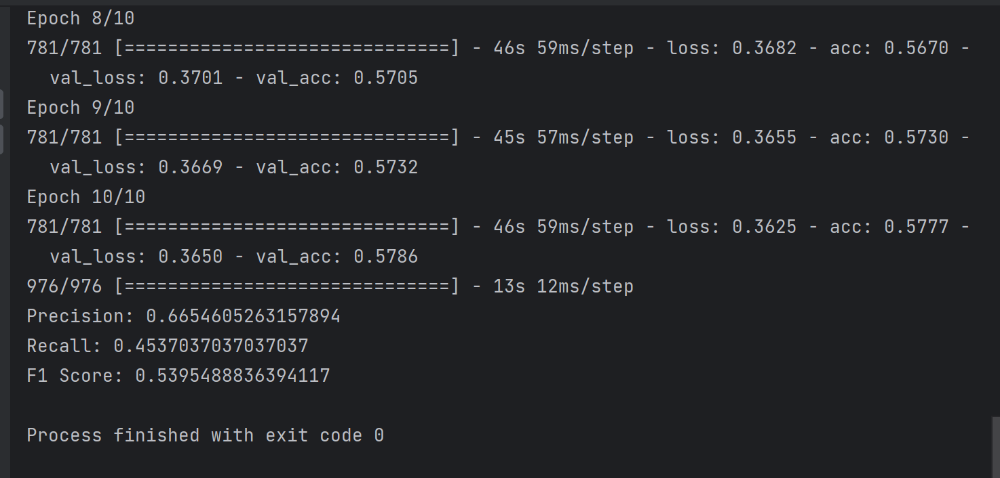 Epoch 8/10
781/781 [==============================] - 46s 59ms/step - loss: 0.3682 - acc: 0.5670 -
val_loss: 0.3701 - val_acc: 0.5705
Epoch 9/10
781/781 [==============================] - 45s 57ms/step - loss: 0.3655 - acc: 0.5730 -
val_loss: 0.3669 - val_acc: 0.5732
Epoch 10/10
781/781 [==============================] - 46s 59ms/step - loss: 0.3625 - acc: 0.5777 -
val_loss: 0.3650 - val_acc: 0.5786
976/976 [==============================] - 13s 12ms/step
Precision: 0.6654605263157894
Recall: 0.4537037037037037
F1 Score: 0.5395488836394117
Process finished with exit code 0